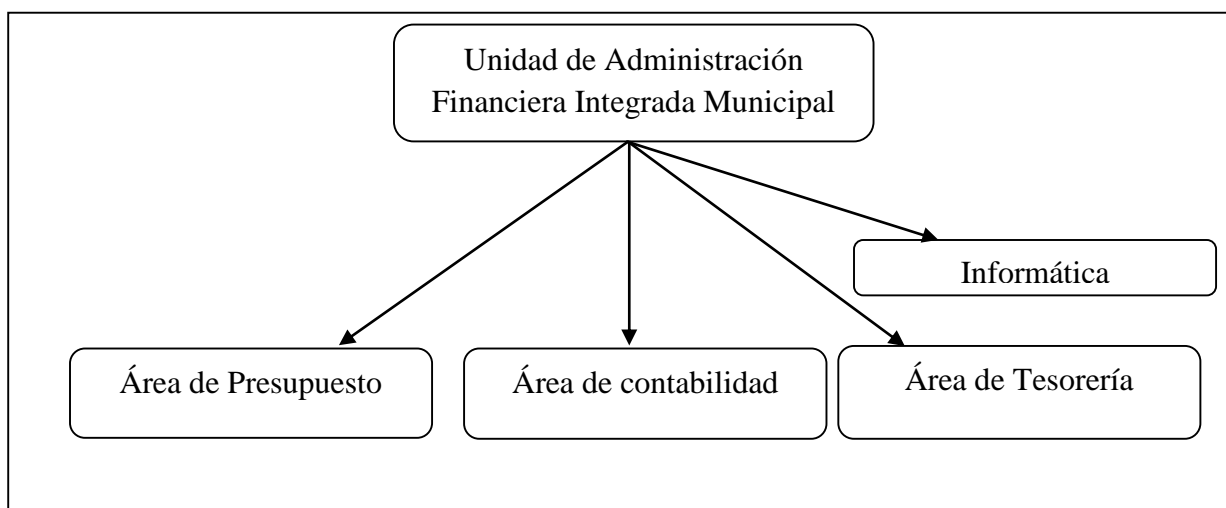 Unidad de Administración
Financiera Integrada Municipal
Informática
Área de Presupuesto
Área de contabilidad
Área de Tesorería